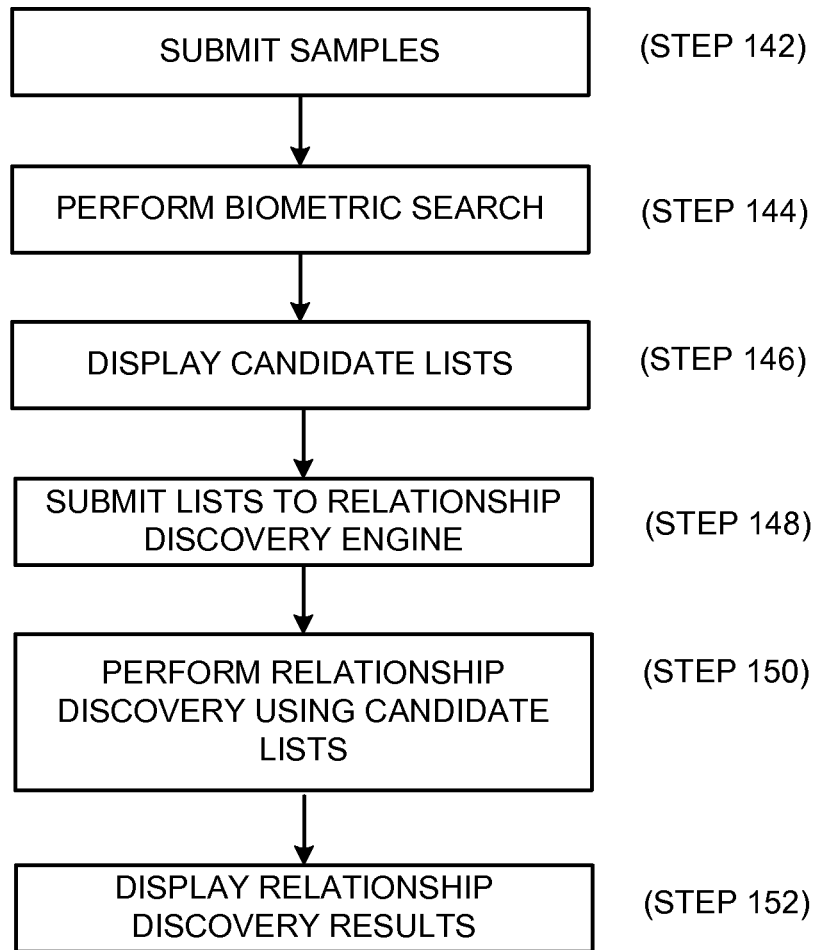 SUBMIT SAMPLES
(STEP 142)
PERFORM BIOMETRIC SEARCH
(STEP 144)
DISPLAY CANDIDATE LISTS
(STEP 146)
SUBMIT LISTS TO RELATIONSHIP
DISCOVERY ENGINE
(STEP 148)
PERFORM RELATIONSHIP
DISCOVERY USING CANDIDATE
LISTS
(STEP 150)
DISPLAY RELATIONSHIP
DISCOVERY RESULTS
(STEP 152)